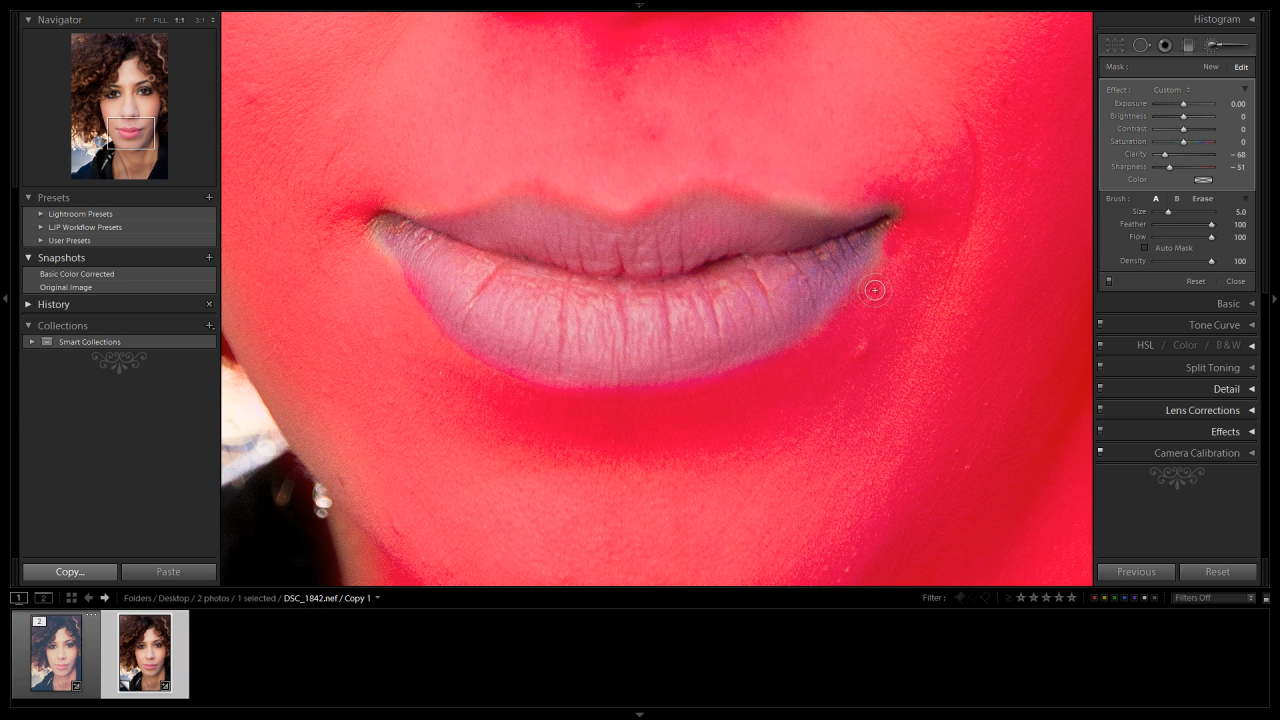 Navigator FIT FILL 1:1 3:1
Presets +
Lightroom Presets
LJP Workflow Presets
User Presets
Snapshots +
Basic Color Corrected
Original Image
History ×
Collections +
Smart Collections
Copy... Paste
Histogram
Mask : New Edit
Effect : Custom
Exposure 0.00
Brightness 0
Contrast 0
Saturation 0
Clarity – 68
Sharpness – 51
Color
Brush : A B Erase
Size 5.0
Feather 100
Flow 100
Auto Mask
Density 100
Reset Close
Basic
Tone Curve
HSL / Color / B & W
Split Toning
Detail
Lens Corrections
Effects
Camera Calibration
Previous Reset
1 2 Folders / Desktop / 2 photos / 1 selected / DSC_1842.nef / Copy 1 Filter : ≥ Filters Off
2